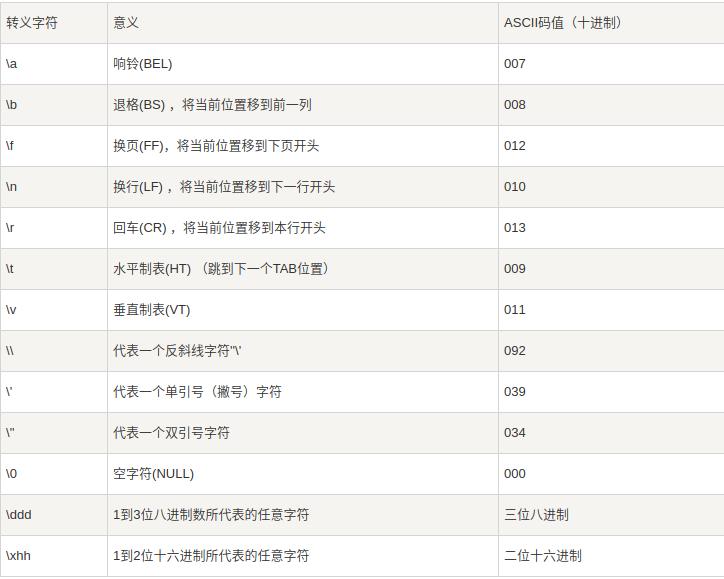 转义字符 意义 ASCII码值（十进制）
\a 响铃(BEL) 007
\b 退格(BS) ，将当前位置移到前一列 008
\f 换页(FF)，将当前位置移到下页开头 012
\n 换行(LF) ，将当前位置移到下一行开头 010
\r 回车(CR) ，将当前位置移到本行开头 013
\t 水平制表(HT) （跳到下一个TAB位置） 009
\v 垂直制表(VT) 011
\\ 代表一个反斜线字符''\' 092
\' 代表一个单引号（撇号）字符 039
\" 代表一个双引号字符 034
\0 空字符(NULL) 000
\ddd 1到3位八进制数所代表的任意字符 三位八进制
\xhh 1到2位十六进制所代表的任意字符 二位十六进制